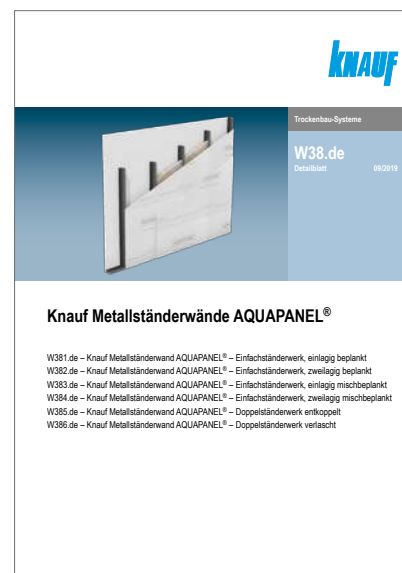 KNAUF
Trockenbau-Systeme
W38.de
Detailblatt 09/2019
Knauf Metallständerwände AQUAPANEL®
W381.de – Knauf Metallständerwand AQUAPANEL® – Einfachständerwerk, einlagig beplankt
W382.de – Knauf Metallständerwand AQUAPANEL® – Einfachständerwerk, zweilagig beplankt
W383.de – Knauf Metallständerwand AQUAPANEL® – Einfachständerwerk, einlagig mischbeplankt
W384.de – Knauf Metallständerwand AQUAPANEL® – Einfachständerwerk, zweilagig mischbeplankt
W385.de – Knauf Metallständerwand AQUAPANEL® – Doppelständerwerk entkoppelt
W386.de – Knauf Metallständerwand AQUAPANEL® – Doppelständerwerk verlascht